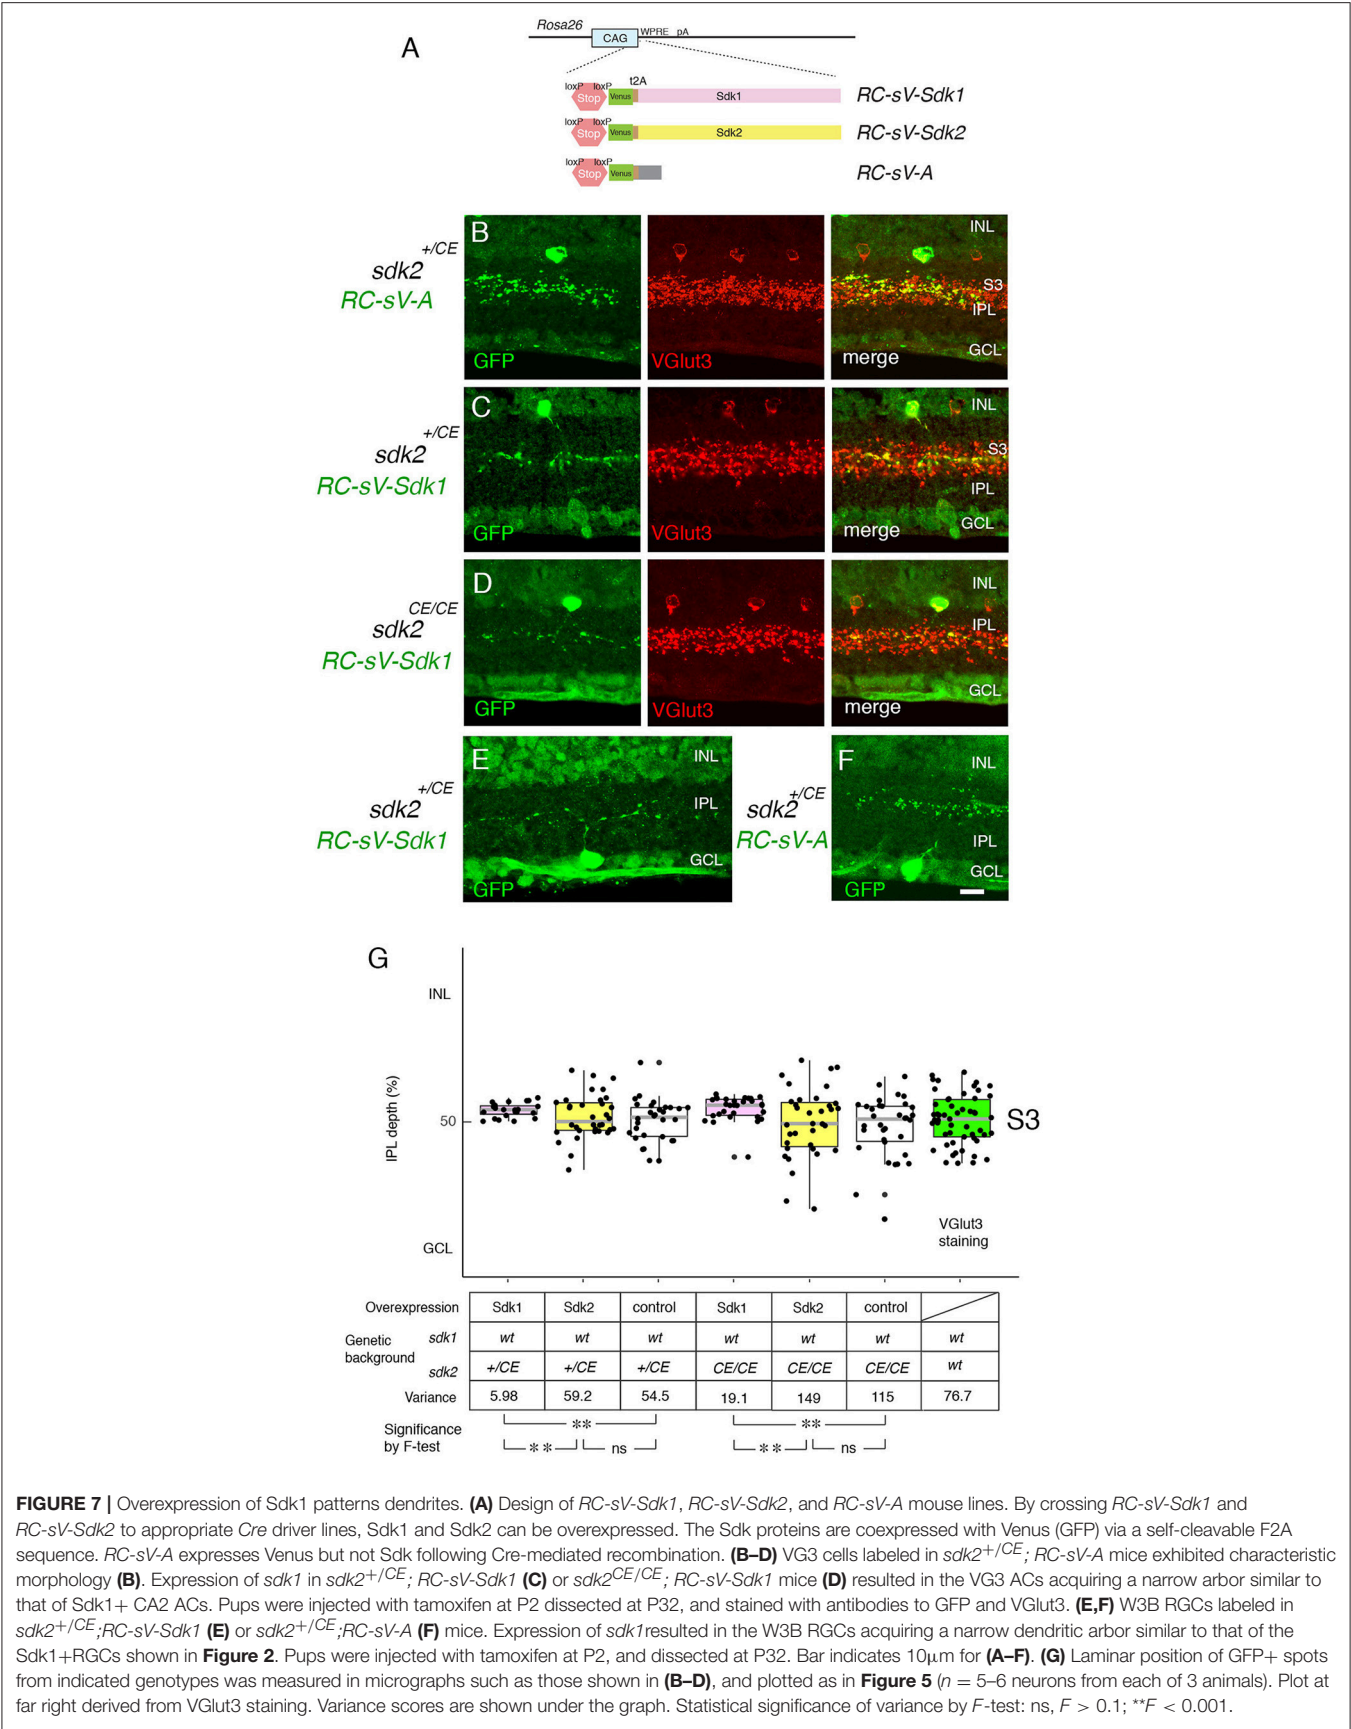 A
Rosa26
CAG
WPRE pA
loxP loxP t2A
Stop Venus Sdk1 RC-sV-Sdk1
loxP loxP
Stop Venus Sdk2 RC-sV-Sdk2
loxP loxP
Stop Venus RC-sV-A
sdk2 +/CE
RC-sV-A
B
GFP
VGlut3
INL
S3
IPL
GCL
merge
sdk2 +/CE
RC-sV-Sdk1
C
GFP
VGlut3
INL
S3
IPL
GCL
merge
sdk2 CE/CE
RC-sV-Sdk1
D
GFP
VGlut3
INL
IPL
GCL
merge
sdk2 +/CE
RC-sV-Sdk1
E
INL
IPL
GCL
GFP
sdk2 +/CE
RC-sV-A
F
INL
IPL
GCL
GFP
G
INL
IPL depth (%)
50
GCL
S3
VGlut3
staining
Overexpression Sdk1 Sdk2 control Sdk1 Sdk2 control
Genetic background sdk1 wt wt wt wt wt wt wt
sdk2 +/CE +/CE +/CE CE/CE CE/CE CE/CE wt
Variance 5.98 59.2 54.5 19.1 149 115 76.7
Significance ** **
by F-test ** ns ** ns
FIGURE 7 | Overexpression of Sdk1 patterns dendrites. (A) Design of RC-sV-Sdk1, RC-sV-Sdk2, and RC-sV-A mouse lines. By crossing RC-sV-Sdk1 and
RC-sV-Sdk2 to appropriate Cre driver lines, Sdk1 and Sdk2 can be overexpressed. The Sdk proteins are coexpressed with Venus (GFP) via a self-cleavable F2A
sequence. RC-sV-A expresses Venus but not Sdk following Cre-mediated recombination. (B–D) VG3 cells labeled in sdk2+/CE; RC-sV-A mice exhibited characteristic
morphology (B). Expression of sdk1 in sdk2+/CE; RC-sV-Sdk1 (C) or sdk2CE/CE; RC-sV-Sdk1 mice (D) resulted in the VG3 ACs acquiring a narrow arbor similar to
that of Sdk1+ CA2 ACs. Pups were injected with tamoxifen at P2 dissected at P32, and stained with antibodies to GFP and VGlut3. (E,F) W3B RGCs labeled in
sdk2+/CE;RC-sV-Sdk1 (E) or sdk2+/CE;RC-sV-A (F) mice. Expression of sdk1resulted in the W3B RGCs acquiring a narrow dendritic arbor similar to that of the
Sdk1+RGCs shown in Figure 2. Pups were injected with tamoxifen at P2, and dissected at P32. Bar indicates 10μm for (A–F). (G) Laminar position of GFP+ spots
from indicated genotypes was measured in micrographs such as those shown in (B–D), and plotted as in Figure 5 (n = 5–6 neurons from each of 3 animals). Plot at
far right derived from VGlut3 staining. Variance scores are shown under the graph. Statistical significance of variance by F-test: ns, F > 0.1; **F < 0.001.